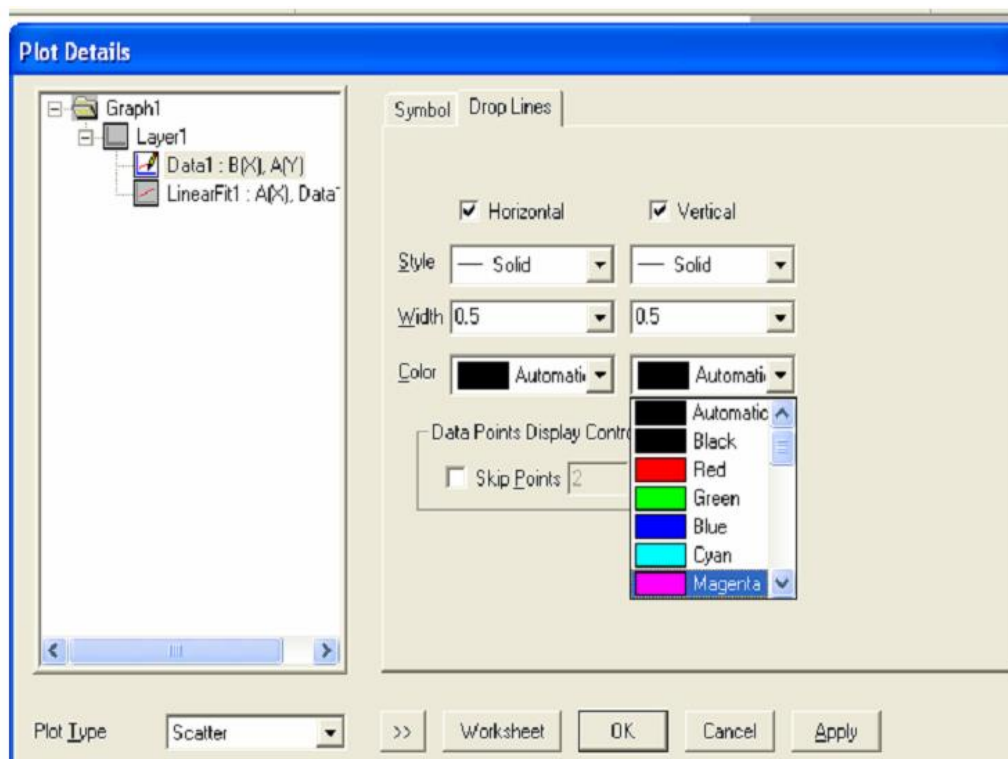 Plot Details
Graph1
Layer1
Data1 : B(X), A(Y)
LinearFit1 : A(X), Data
Symbol
Drop Lines
Horizontal
Vertical
Style
Solid
Solid
Width
0.5
0.5
Color
Automati
Automati
Automatic
Black
Red
Green
Blue
Cyan
Magenta
Data Points Display Contro
Skip Points
2
Plot Type
Scatter
>>
Worksheet
OK
Cancel
Apply